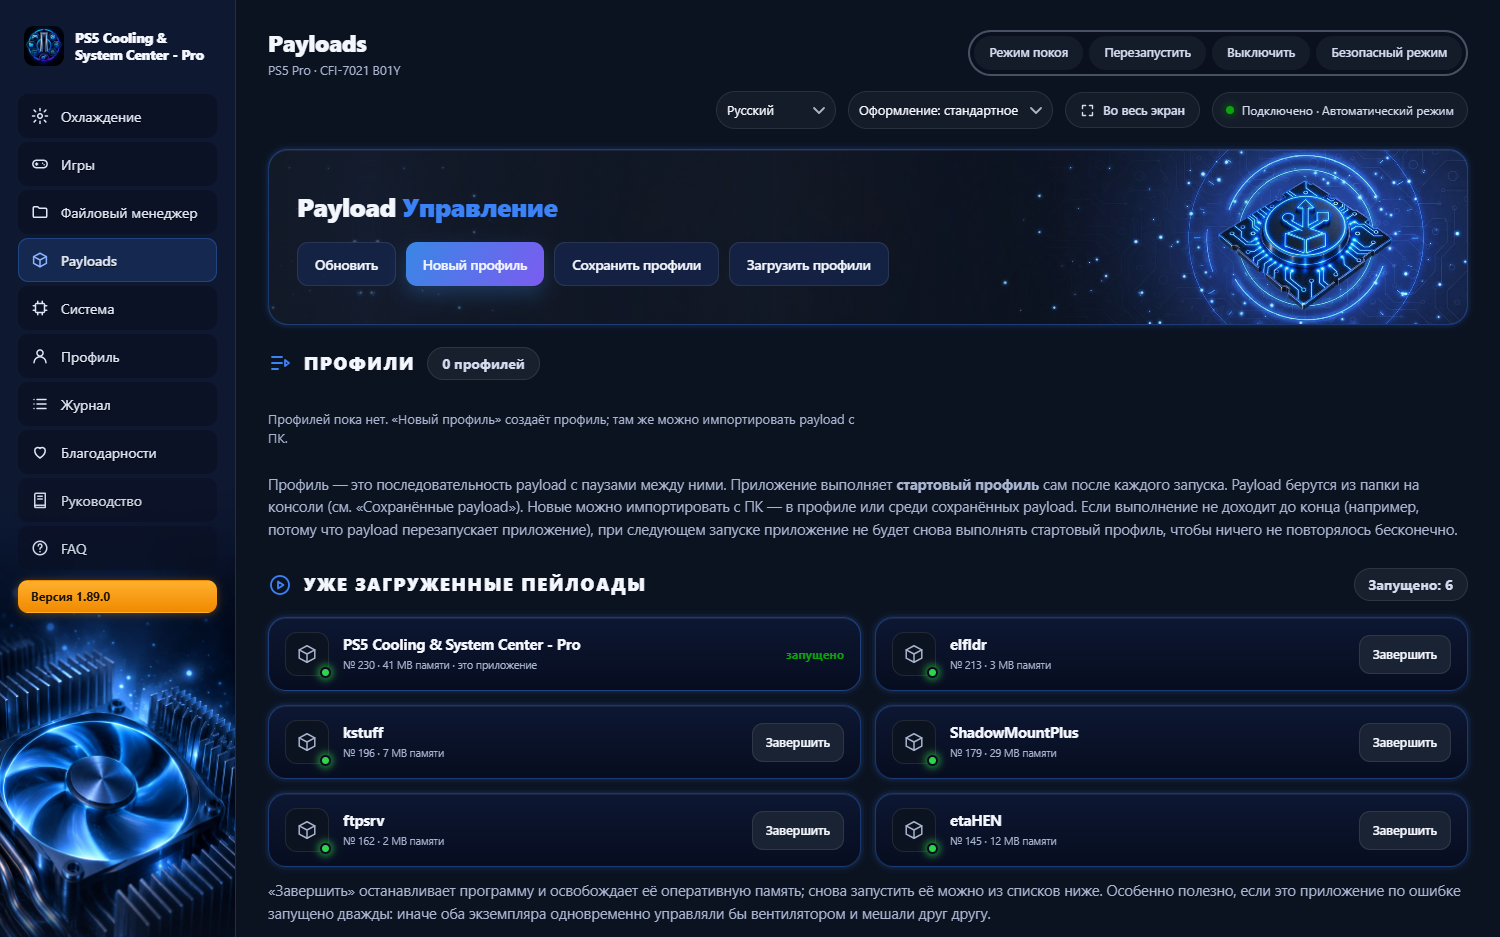 PS5 Cooling &
System Center - Pro
Охлаждение
Игры
Файловый менеджер
Payloads
Система
Профиль
Журнал
Благодарности
Руководство
FAQ
Версия 1.89.0
Payloads
PS5 Pro · CFI-7021 B01Y
Режим покоя
Перезапустить
Выключить
Безопасный режим
Русский
Оформление: стандартное
Во весь экран
Подключено · Автоматический режим
Payload Управление
Обновить
Новый профиль
Сохранить профили
Загрузить профили
ПРОФИЛИ
0 профилей
Профилей пока нет. «Новый профиль» создаёт профиль; там же можно импортировать payload с
ПК.
Профиль — это последовательность payload с паузами между ними. Приложение выполняет стартовый профиль сам после каждого запуска. Payload берутся из папки на
консоли (см. «Сохранённые payload»). Новые можно импортировать с ПК — в профиле или среди сохранённых payload. Если выполнение не доходит до конца (например,
потому что payload перезапускает приложение), при следующем запуске приложение не будет снова выполнять стартовый профиль, чтобы ничего не повторялось бесконечно.
УЖЕ ЗАГРУЖЕННЫЕ ПЕЙЛОАДЫ
Запущено: 6
PS5 Cooling & System Center - Pro
№ 230 · 41 MB памяти · это приложение
запущено
elfldr
№ 213 · 3 MB памяти
Завершить
kstuff
№ 196 · 7 MB памяти
Завершить
ShadowMountPlus
№ 179 · 29 MB памяти
Завершить
ftpsrv
№ 162 · 2 MB памяти
Завершить
etaHEN
№ 145 · 12 MB памяти
Завершить
«Завершить» останавливает программу и освобождает её оперативную память; снова запустить её можно из списков ниже. Особенно полезно, если это приложение по ошибке
запущено дважды: иначе оба экземпляра одновременно управляли бы вентилятором и мешали друг другу.